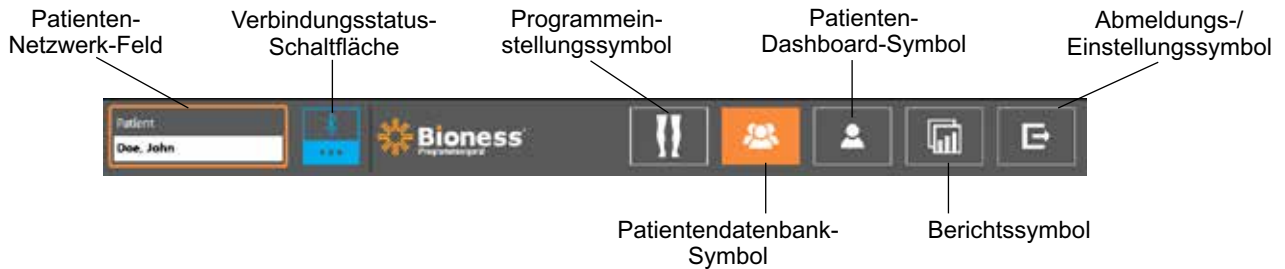 Patienten-
Netzwerk-Feld
Verbindungsstatus-
Schaltfläche
Programmein-
stellungssymbol
Patienten-
Dashboard-Symbol
Abmeldungs-/
Einstellungssymbol
Patient
Doe, John
Bioness
Programmiergerät
Patientendatenbank-
Symbol
Berichtssymbol